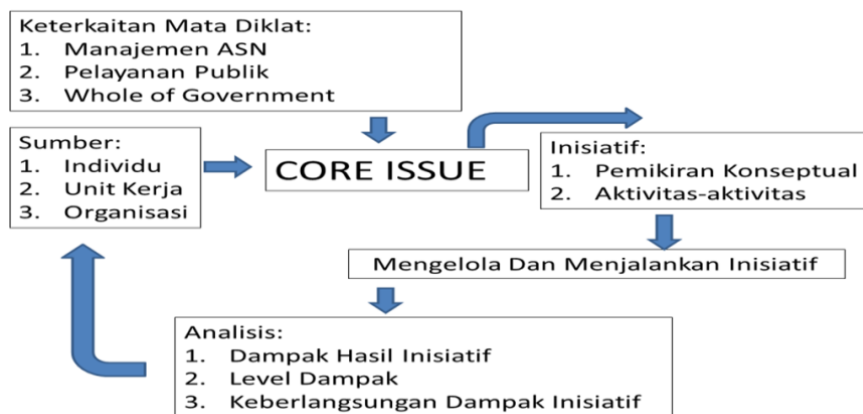 Keterkaitan Mata Diklat:
1. Manajemen ASN
2. Pelayanan Publik
3. Whole of Government
Sumber:
1. Individu
2. Unit Kerja
3. Organisasi
CORE ISSUE
Inisiatif:
1. Pemikiran Konseptual
2. Aktivitas-aktivitas
Mengelola Dan Menjalankan Inisiatif
Analisis:
1. Dampak Hasil Inisiatif
2. Level Dampak
3. Keberlangsungan Dampak Inisiatif